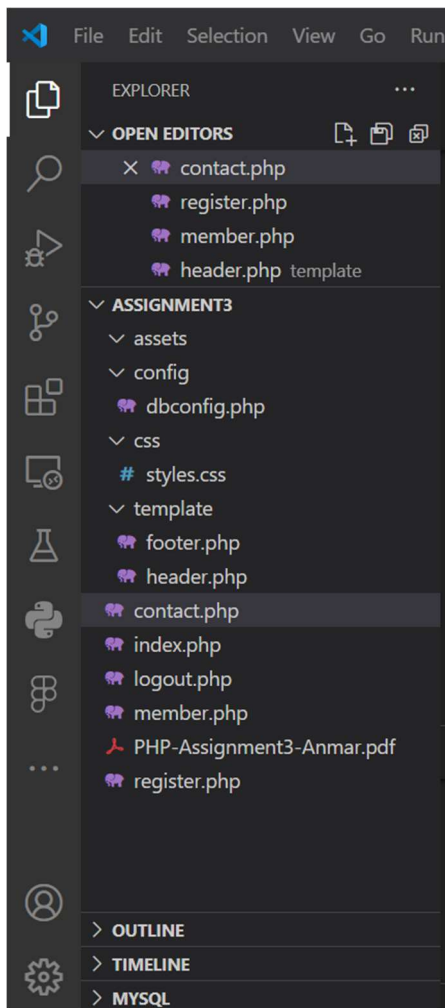 File Edit Selection View Go Run
EXPLORER
OPEN EDITORS
contact.php
register.php
member.php
header.php template
ASSIGNMENT3
assets
config
dbconfig.php
css
# styles.css
template
footer.php
header.php
contact.php
index.php
logout.php
member.php
PHP-Assignment3-Anmar.pdf
register.php
OUTLINE
TIMELINE
MYSQL